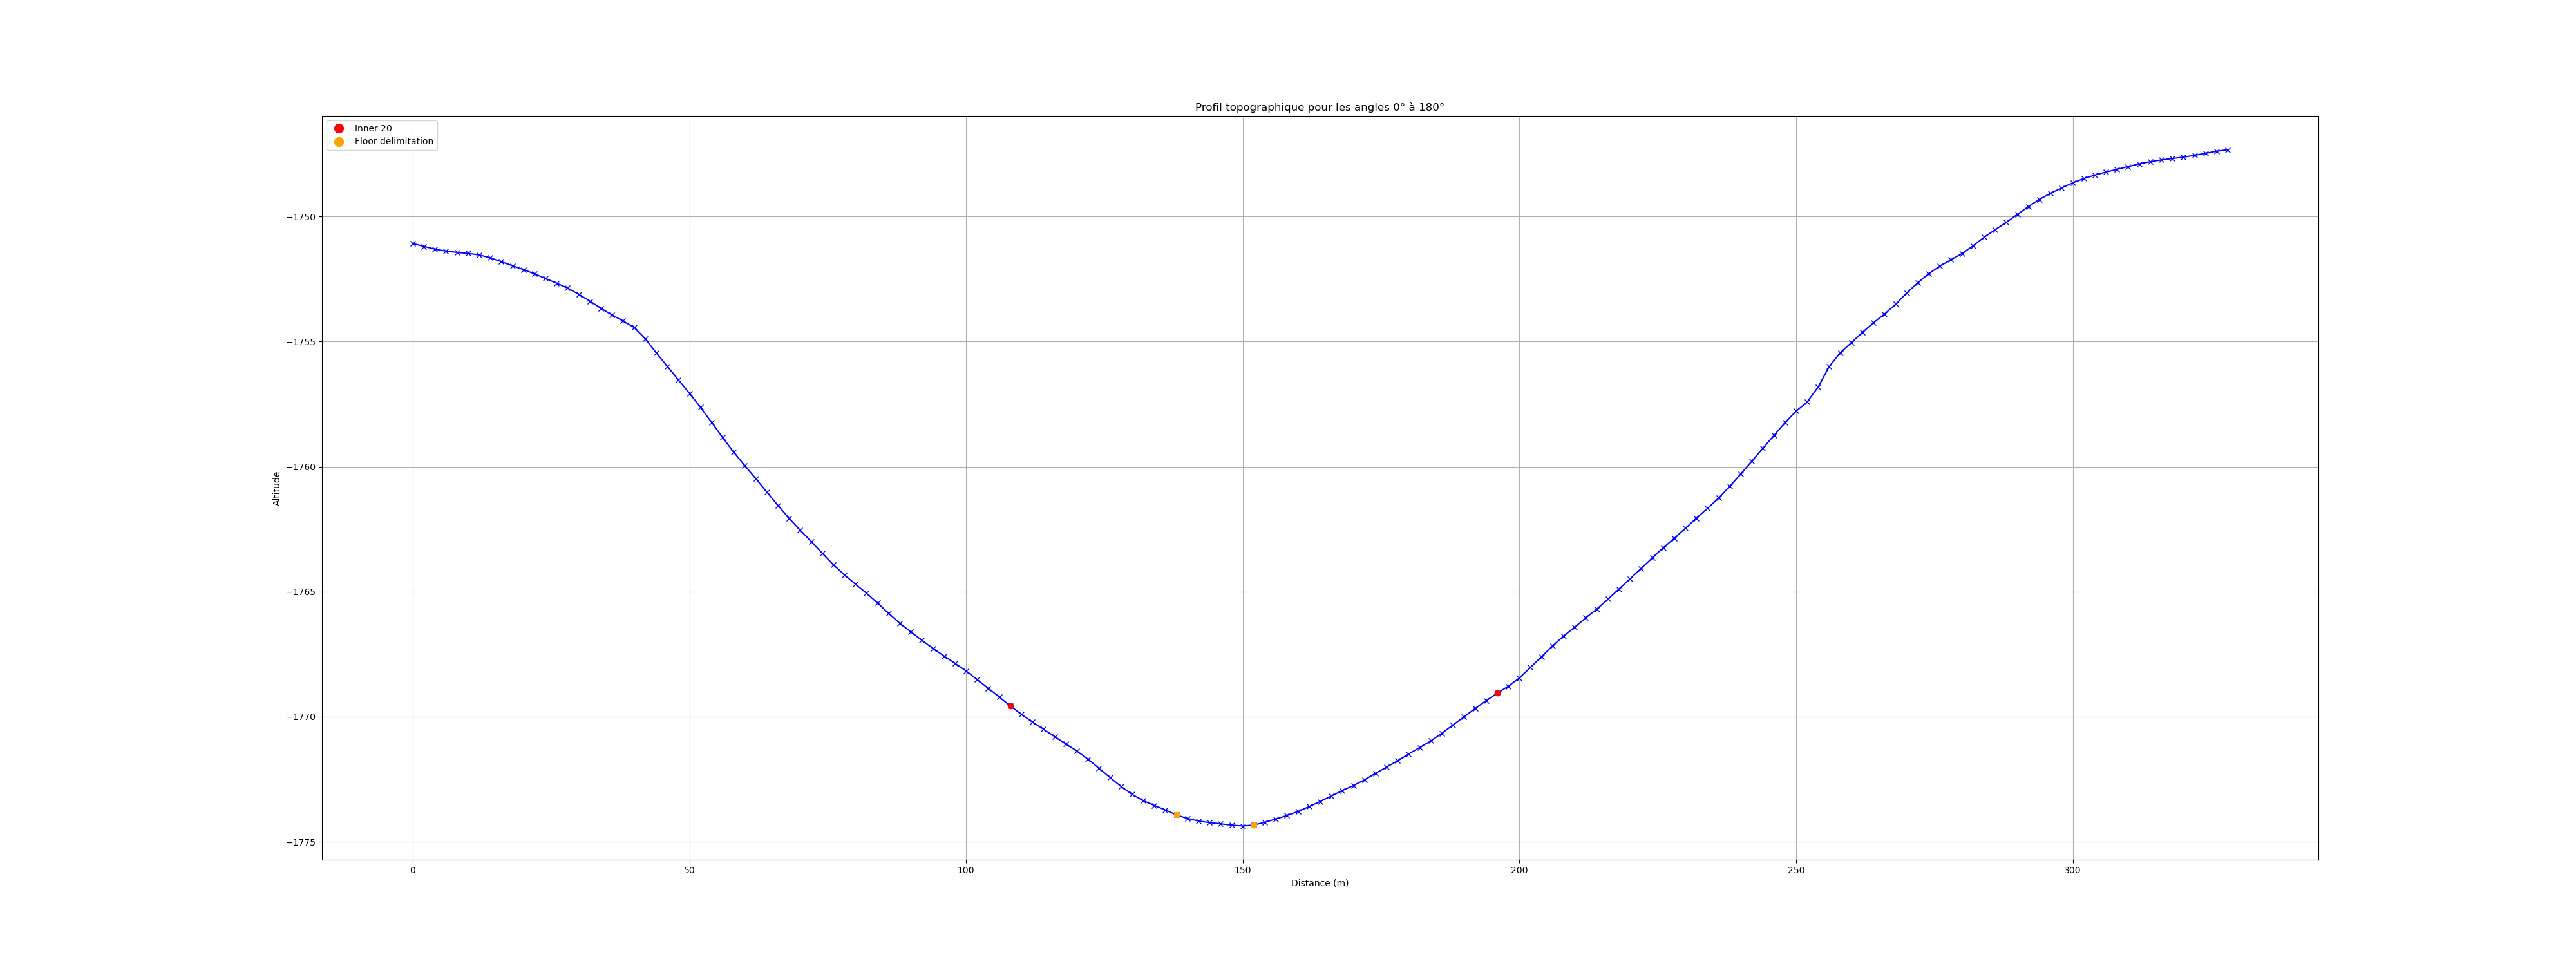 Profil topographique pour les angles 0° à 180°
Inner 20
Floor delimitation
−1750
−1755
−1760
−1765
−1770
−1775
Altitude
0 50 100 150 200 250 300
Distance (m)